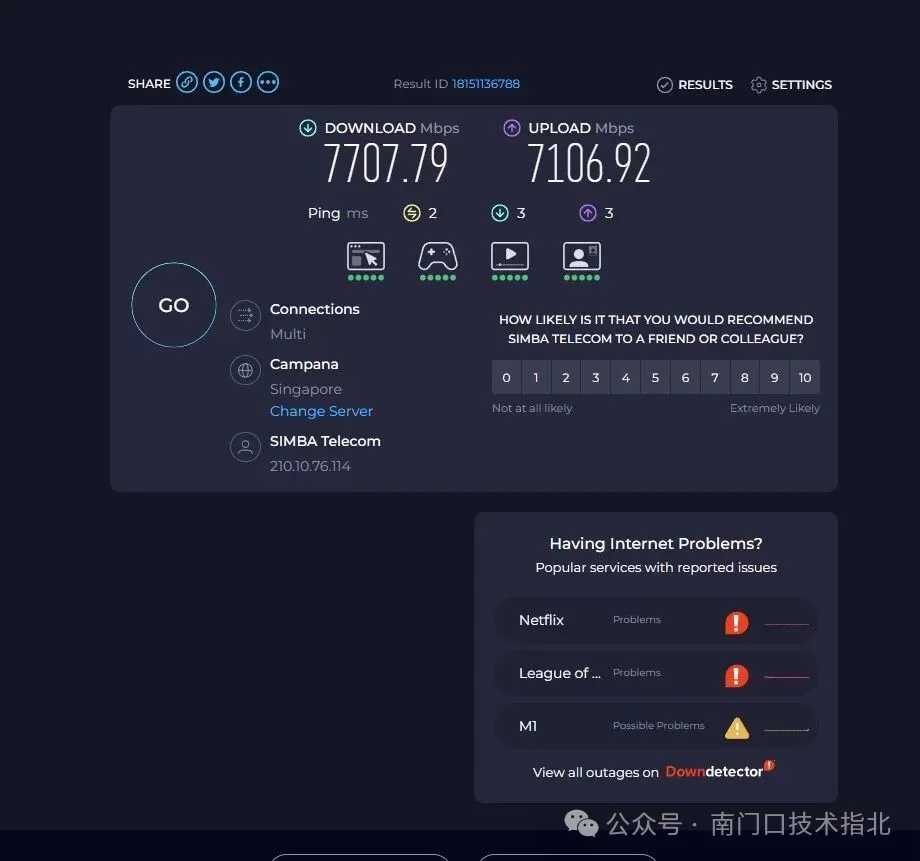 SHARE
Result ID 18151136788
RESULTS
SETTINGS
DOWNLOAD Mbps
7707.79
UPLOAD Mbps
7106.92
Ping ms 2 3 3
GO
Connections
Multi
Campana
Singapore
Change Server
SIMBA Telecom
210.10.76.114
HOW LIKELY IS IT THAT YOU WOULD RECOMMEND
SIMBA TELECOM TO A FRIEND OR COLLEAGUE?
0 1 2 3 4 5 6 7 8 9 10
Not at all likely
Extremely Likely
Having Internet Problems?
Popular services with reported issues
Netflix Problems
League of ... Problems
M1 Possible Problems
View all outages on Downdetector
公众号 · 南门口技术指北